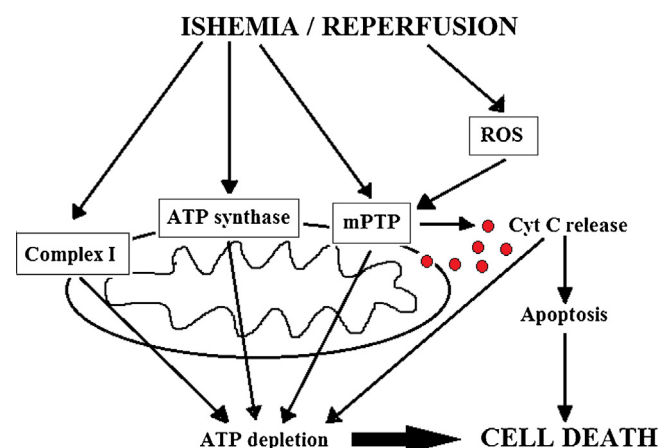 ISHEMIA / REPERFUSION
ROS
ATP synthase
mPTP
Cyt C release
Complex I
Apoptosis
ATP depletion
CELL DEATH